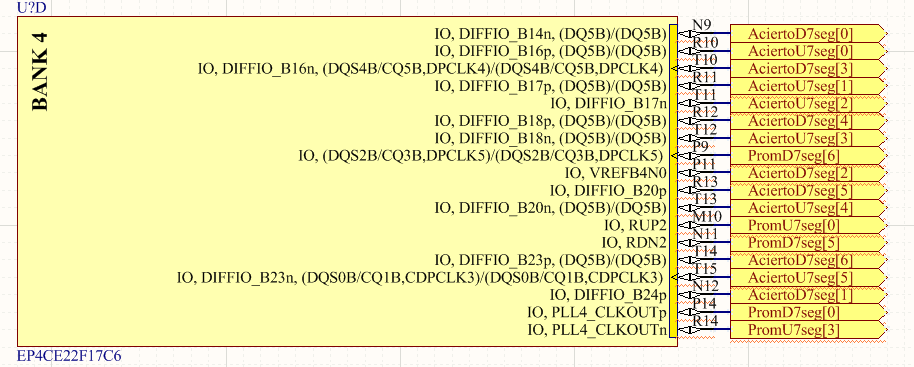 U?D
BANK 4
IO, DIFFIO_B14n, (DQ5B)/(DQ5B) N9 AciertoD7seg[0]
IO, DIFFIO_B16p, (DQ5B)/(DQ5B) R10 AciertoU7seg[0]
IO, DIFFIO_B16n, (DQS4B/CQ5B,DPCLK4)/(DQS4B/CQ5B,DPCLK4) T10 AciertoD7seg[3]
IO, DIFFIO_B17p, (DQ5B)/(DQ5B) R11 AciertoU7seg[1]
IO, DIFFIO_B17n T11 AciertoU7seg[2]
IO, DIFFIO_B18p, (DQ5B)/(DQ5B) R12 AciertoD7seg[4]
IO, DIFFIO_B18n, (DQ5B)/(DQ5B) T12 AciertoU7seg[3]
IO, (DQS2B/CQ3B,DPCLK5)/(DQS2B/CQ3B,DPCLK5) P9 PromD7seg[6]
IO, VREFB4N0 P11 AciertoD7seg[2]
IO, DIFFIO_B20p R13 AciertoD7seg[5]
IO, DIFFIO_B20n, (DQ5B)/(DQ5B) T13 AciertoU7seg[4]
IO, RUP2 M10 PromU7seg[0]
IO, RDN2 N11 PromD7seg[5]
IO, DIFFIO_B23p, (DQ5B)/(DQ5B) T14 AciertoD7seg[6]
IO, DIFFIO_B23n, (DQS0B/CQ1B,CDPCLK3)/(DQS0B/CQ1B,CDPCLK3) T15 AciertoU7seg[5]
IO, DIFFIO_B24p N12 AciertoD7seg[1]
IO, PLL4_CLKOUTp P14 PromD7seg[0]
IO, PLL4_CLKOUTn R14 PromU7seg[3]
EP4CE22F17C6